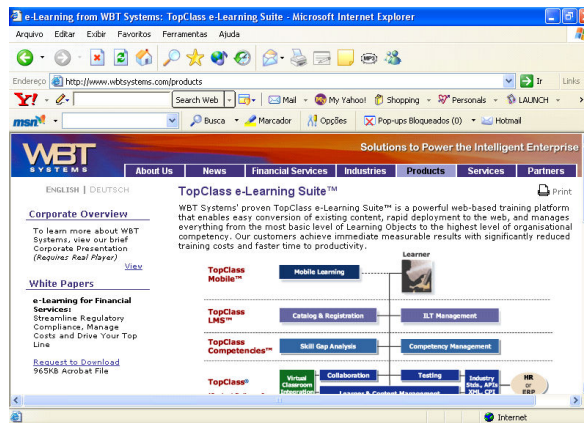 e-Learning from WBT Systems: TopClass e-Learning Suite - Microsoft Internet Explorer
Arquivo Editar Exibir Favoritos Ferramentas Ajuda
Endereço http://www.wbtsystems.com/products Ir Links
Y! Search Web Mail My Yahoo! Shopping Personals LAUNCH
msn Busca Marcador Opções Pop-ups Bloqueados (0) Hotmail
WBT SYSTEMS
Solutions to Power the Intelligent Enterprise
About Us News Financial Services Industries Products Services Partners
ENGLISH | DEUTSCH
TopClass e-Learning Suite™
Print
WBT Systems' proven TopClass e-Learning Suite™ is a powerful web-based training platform
that enables easy conversion of existing content, rapid deployment to the web, and manages
everything from the most basic level of Learning Objects to the highest level of organisational
competency. Our customers achieve immediate measurable results with significantly reduced
training costs and faster time to productivity.
Corporate Overview
To learn more about WBT
Systems, view our brief
Corporate Presentation
(Requires Real Player)
View
White Papers
e-Learning for Financial
Services:
Streamline Regulatory
Compliance, Manage
Costs and Drive Your Top
Line
Request to Download
965KB Acrobat File
Learner
TopClass
Mobile™
Mobile Learning
TopClass
LMS™
Catalog & Registration
ILT Management
TopClass
Competencies™
Skill Gap Analysis
Competency Management
TopClass®
Virtual
Classroom
Integration
Collaboration
Testing
Learner & Content Management
Industry
Stds, APIs
XML, CPI
HR
or
ERP
Internet